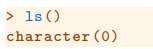 > ls()
character(0)